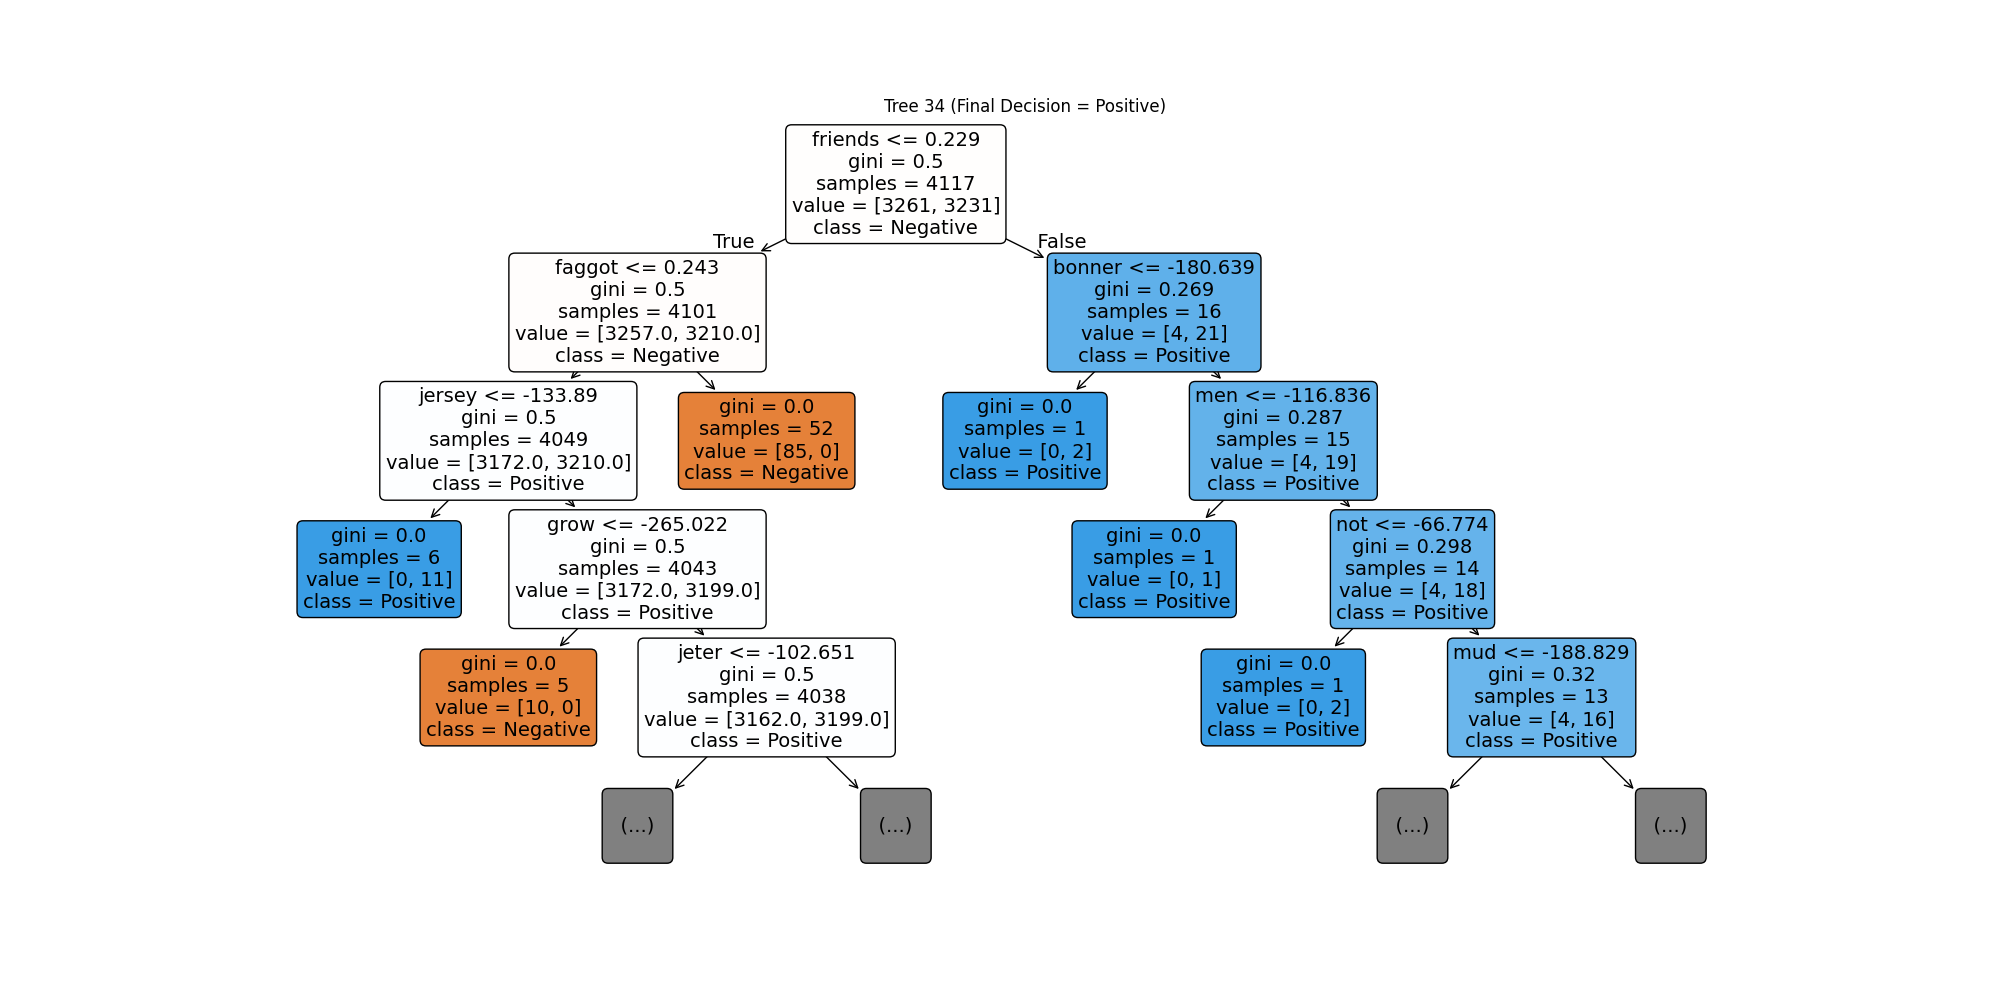 Tree 34 (Final Decision = Positive)
friends <= 0.229
gini = 0.5
samples = 4117
value = [3261, 3231]
class = Negative
True
False
faggot <= 0.243
gini = 0.5
samples = 4101
value = [3257.0, 3210.0]
class = Negative
bonner <= -180.639
gini = 0.269
samples = 16
value = [4, 21]
class = Positive
jersey <= -133.89
gini = 0.5
samples = 4049
value = [3172.0, 3210.0]
class = Positive
gini = 0.0
samples = 52
value = [85, 0]
class = Negative
gini = 0.0
samples = 1
value = [0, 2]
class = Positive
men <= -116.836
gini = 0.287
samples = 15
value = [4, 19]
class = Positive
gini = 0.0
samples = 6
value = [0, 11]
class = Positive
grow <= -265.022
gini = 0.5
samples = 4043
value = [3172.0, 3199.0]
class = Positive
gini = 0.0
samples = 1
value = [0, 1]
class = Positive
not <= -66.774
gini = 0.298
samples = 14
value = [4, 18]
class = Positive
gini = 0.0
samples = 5
value = [10, 0]
class = Negative
jeter <= -102.651
gini = 0.5
samples = 4038
value = [3162.0, 3199.0]
class = Positive
gini = 0.0
samples = 1
value = [0, 2]
class = Positive
mud <= -188.829
gini = 0.32
samples = 13
value = [4, 16]
class = Positive
(...)
(...)
(...)
(...)